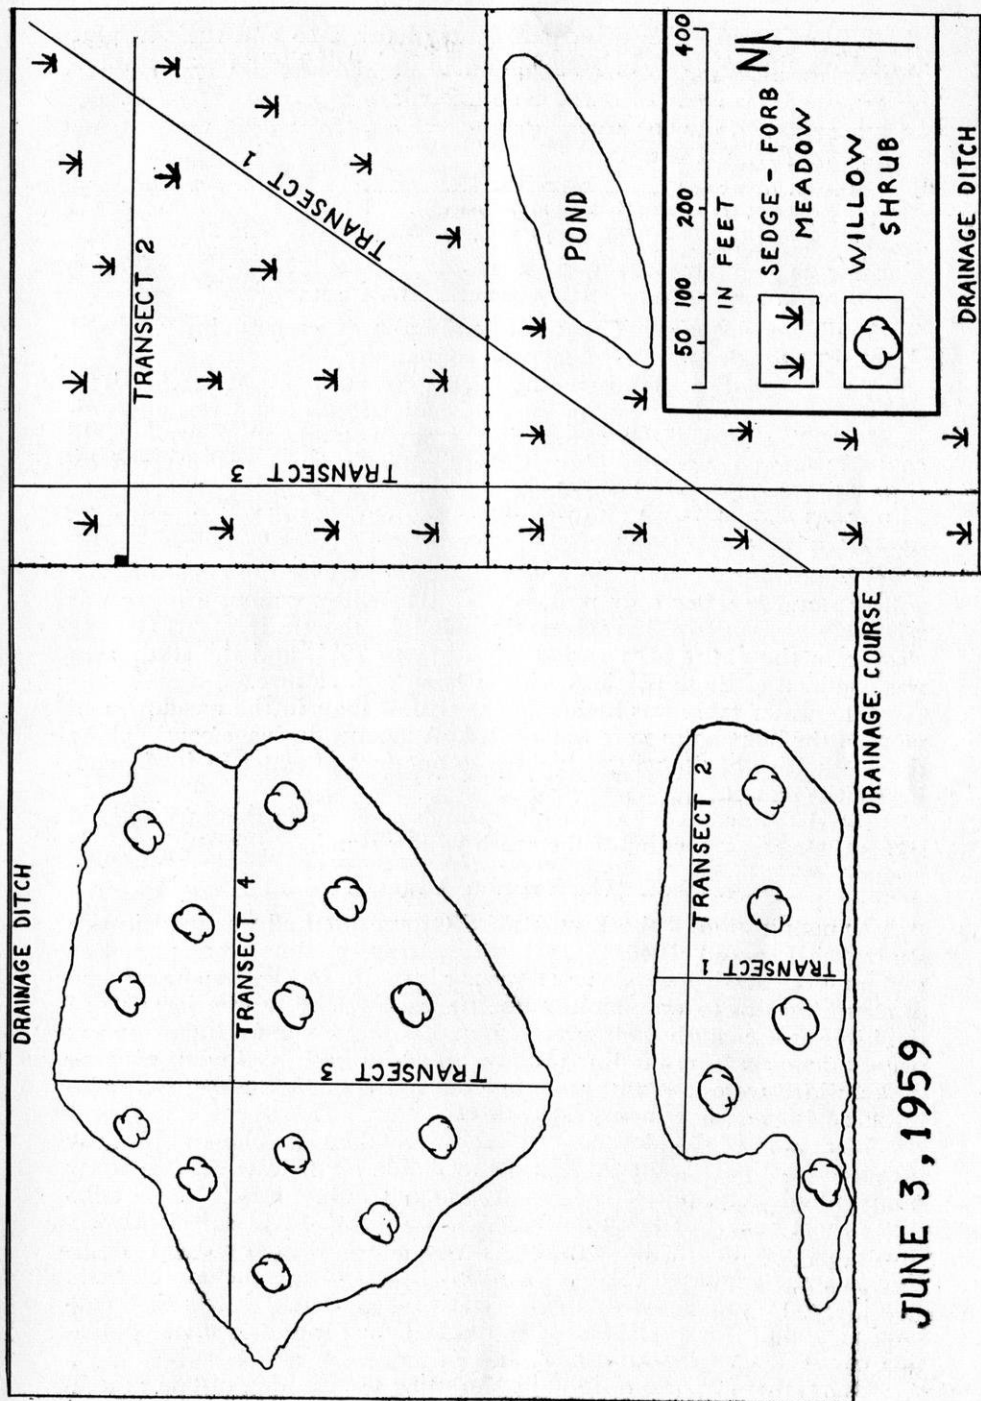 DRAINAGE DITCH
TRANSECT 4
TRANSECT 3
TRANSECT 2
TRANSECT 1
DRAINAGE COURSE
JUNE 3, 1959
TRANSECT 2
TRANSECT 1
TRANSECT 3
POND
50 100 200 400
IN FEET
N
SEDGE - FORB
MEADOW
WILLOW
SHRUB
DRAINAGE DITCH